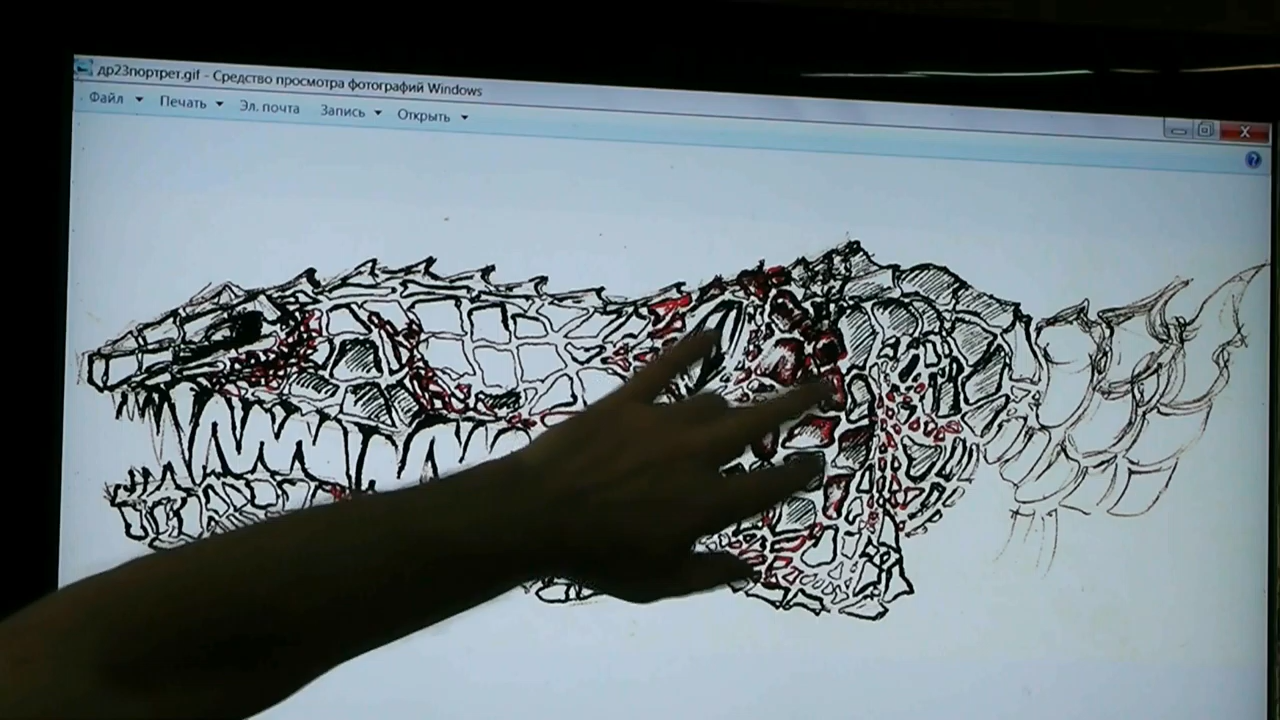 др23портрет.gif - Средство просмотра фотографий Windows
Файл Печать Эл. почта Запись Открыть